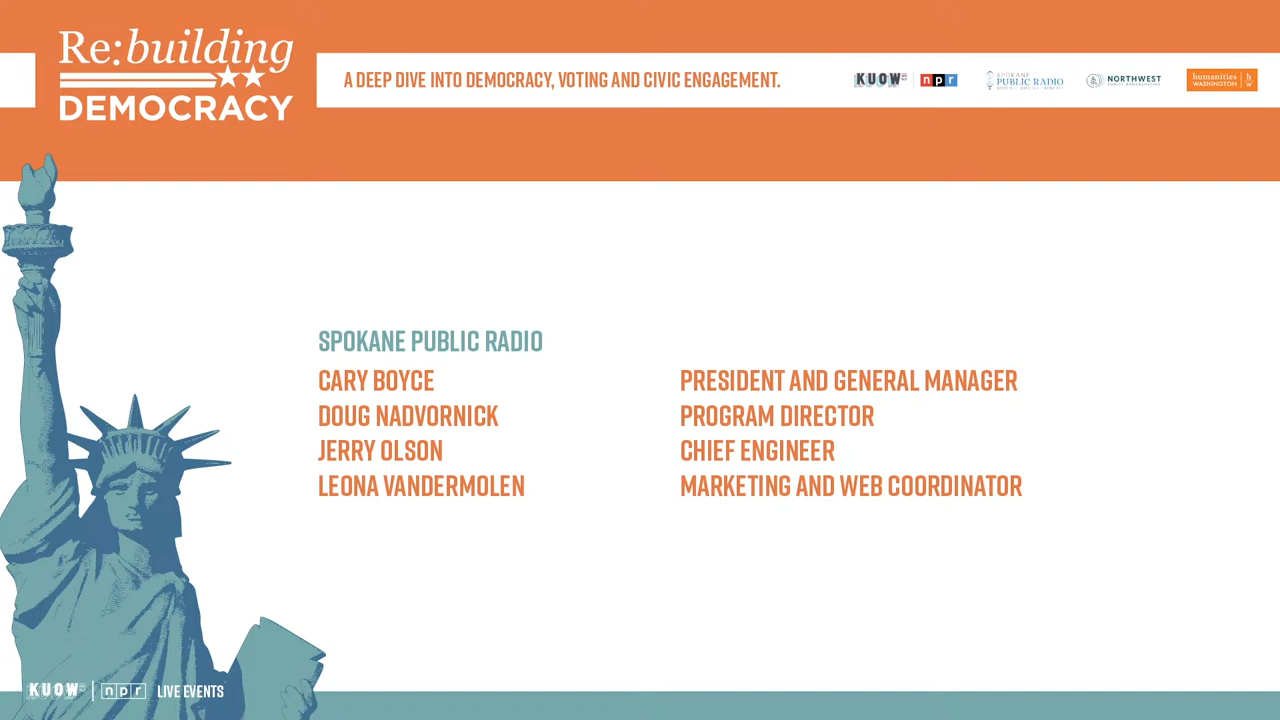 Re:building
DEMOCRACY
A DEEP DIVE INTO DEMOCRACY, VOTING AND CIVIC ENGAGEMENT.
KUOW npr
SPOKANE
PUBLIC RADIO
NORTHWEST
PUBLIC BROADCASTING
humanities
WASHINGTON
h
w
SPOKANE PUBLIC RADIO
CARY BOYCE PRESIDENT AND GENERAL MANAGER
DOUG NADVORNICK PROGRAM DIRECTOR
JERRY OLSON CHIEF ENGINEER
LEONA VANDERMOLEN MARKETING AND WEB COORDINATOR
KUOW npr LIVE EVENTS